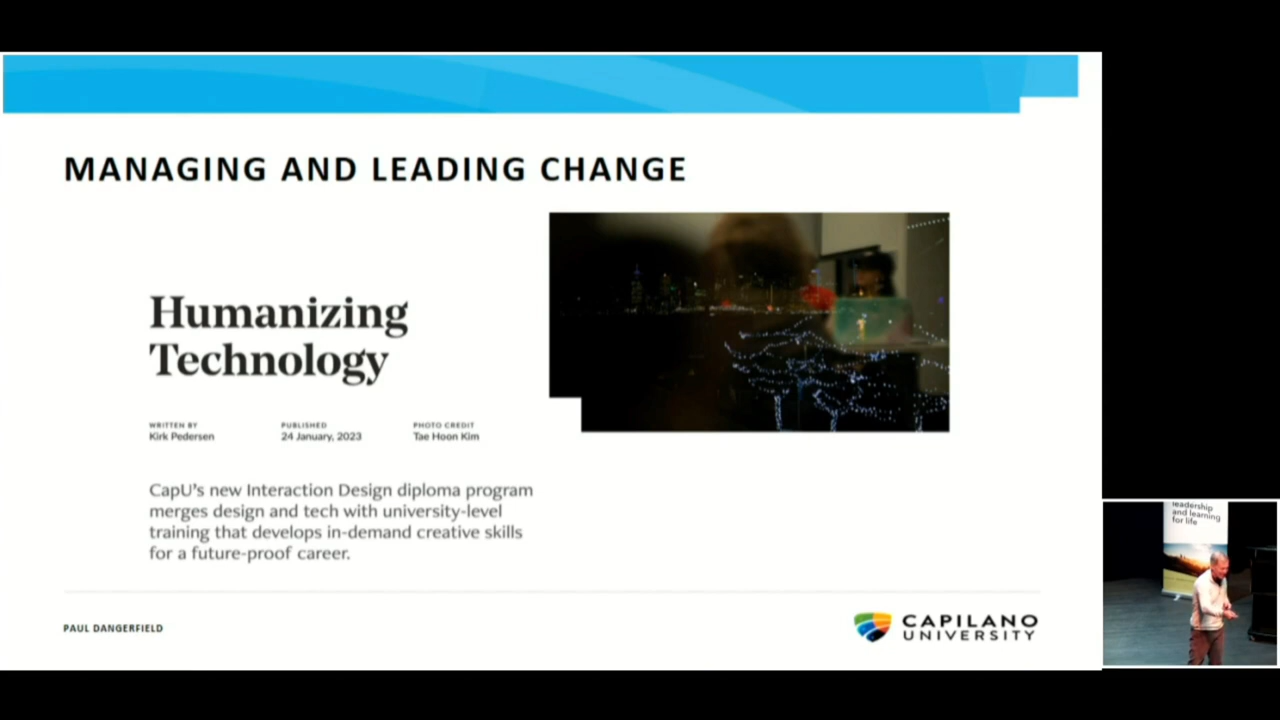 MANAGING AND LEADING CHANGE
Humanizing
Technology
WRITTEN BY
Kirk Pedersen
PUBLISHED
24 January, 2023
PHOTO CREDIT
Tae Hoon Kim
CapU's new Interaction Design diploma program
merges design and tech with university-level
training that develops in-demand creative skills
for a future-proof career.
PAUL DANGERFIELD
CAPILANO
UNIVERSITY
leadership
and learning
for life